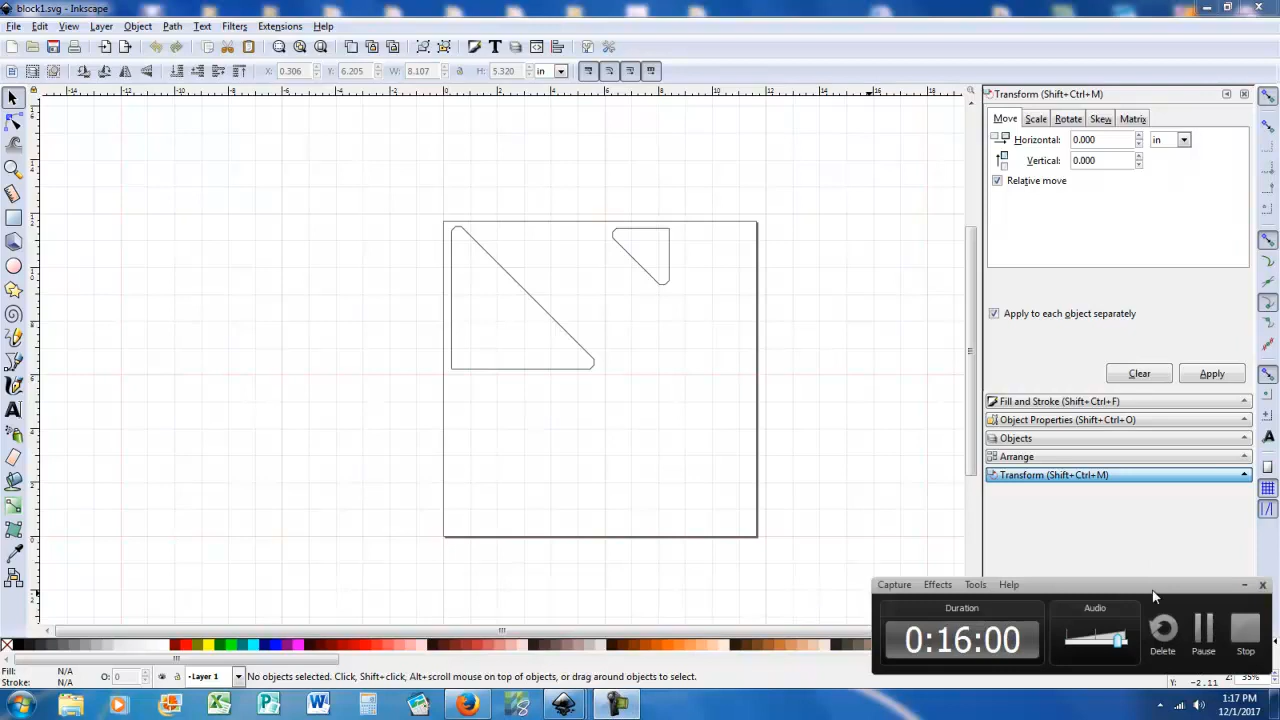 block1.svg - Inkscape
File Edit View Layer Object Path Text Filters Extensions Help
X: 0.306 Y: 6.205 W: 8.107 H: 5.320 in
Transform (Shift+Ctrl+M)
Move Scale Rotate Skew Matrix
Horizontal: 0.000 in
Vertical: 0.000
Relative move
Apply to each object separately
Clear Apply
Fill and Stroke (Shift+Ctrl+F)
Object Properties (Shift+Ctrl+O)
Objects
Arrange
Transform (Shift+Ctrl+M)
Capture Effects Tools Help
Duration Audio
0:16:00
Delete Pause Stop
Fill: N/A
Stroke: N/A
O: 0
Layer 1
No objects selected. Click, Shift+click, Alt+scroll mouse on top of objects, or drag around objects to select.
Y: -2.11
35%
1:17 PM
12/1/2017